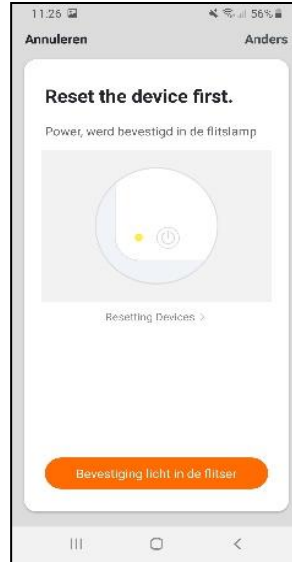 11.26 56%
Annuleren Anders
Reset the device first.
Power, werd bevestigd in de flitslamp
Resetting Devices >
Bevestiging licht in de flitser